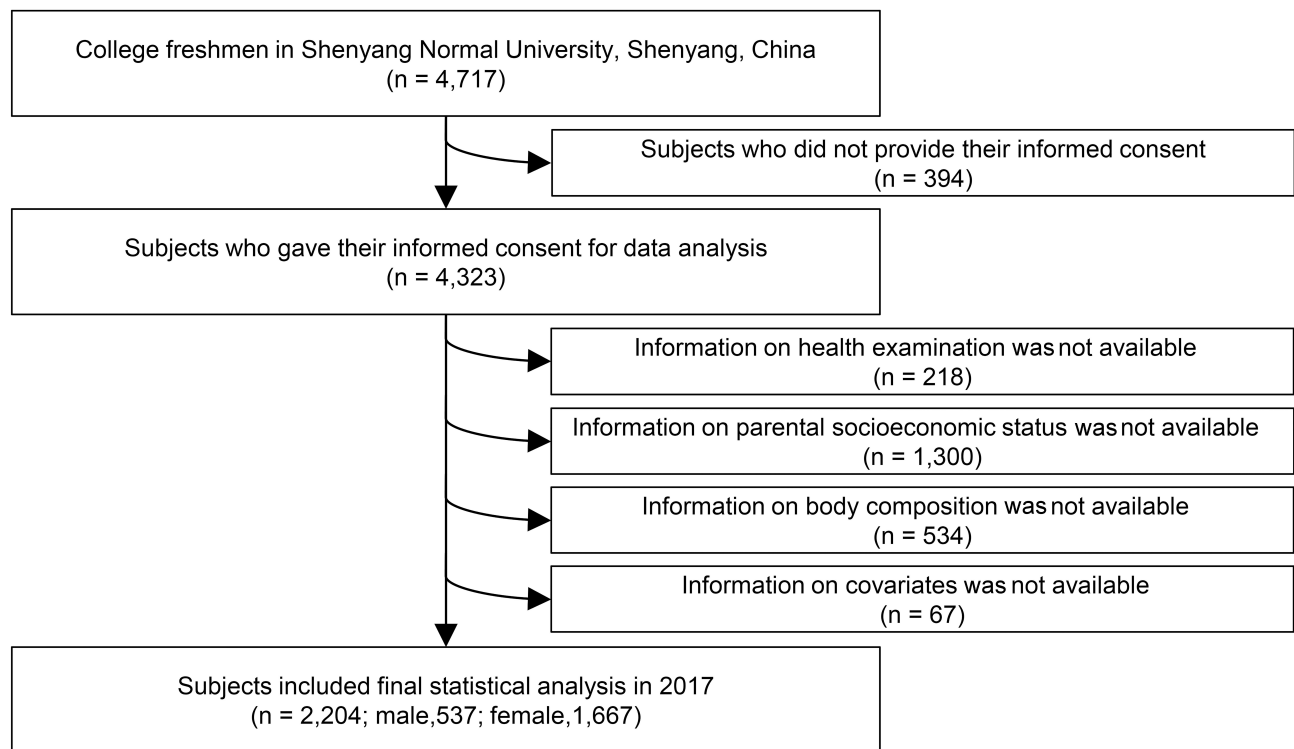 College freshmen in Shenyang Normal University, Shenyang, China
(n = 4,717)
Subjects who did not provide their informed consent
(n = 394)
Subjects who gave their informed consent for data analysis
(n = 4,323)
Information on health examination was not available
(n = 218)
Information on parental socioeconomic status was not available
(n = 1,300)
Information on body composition was not available
(n = 534)
Information on covariates was not available
(n = 67)
Subjects included final statistical analysis in 2017
(n = 2,204; male,537; female,1,667)